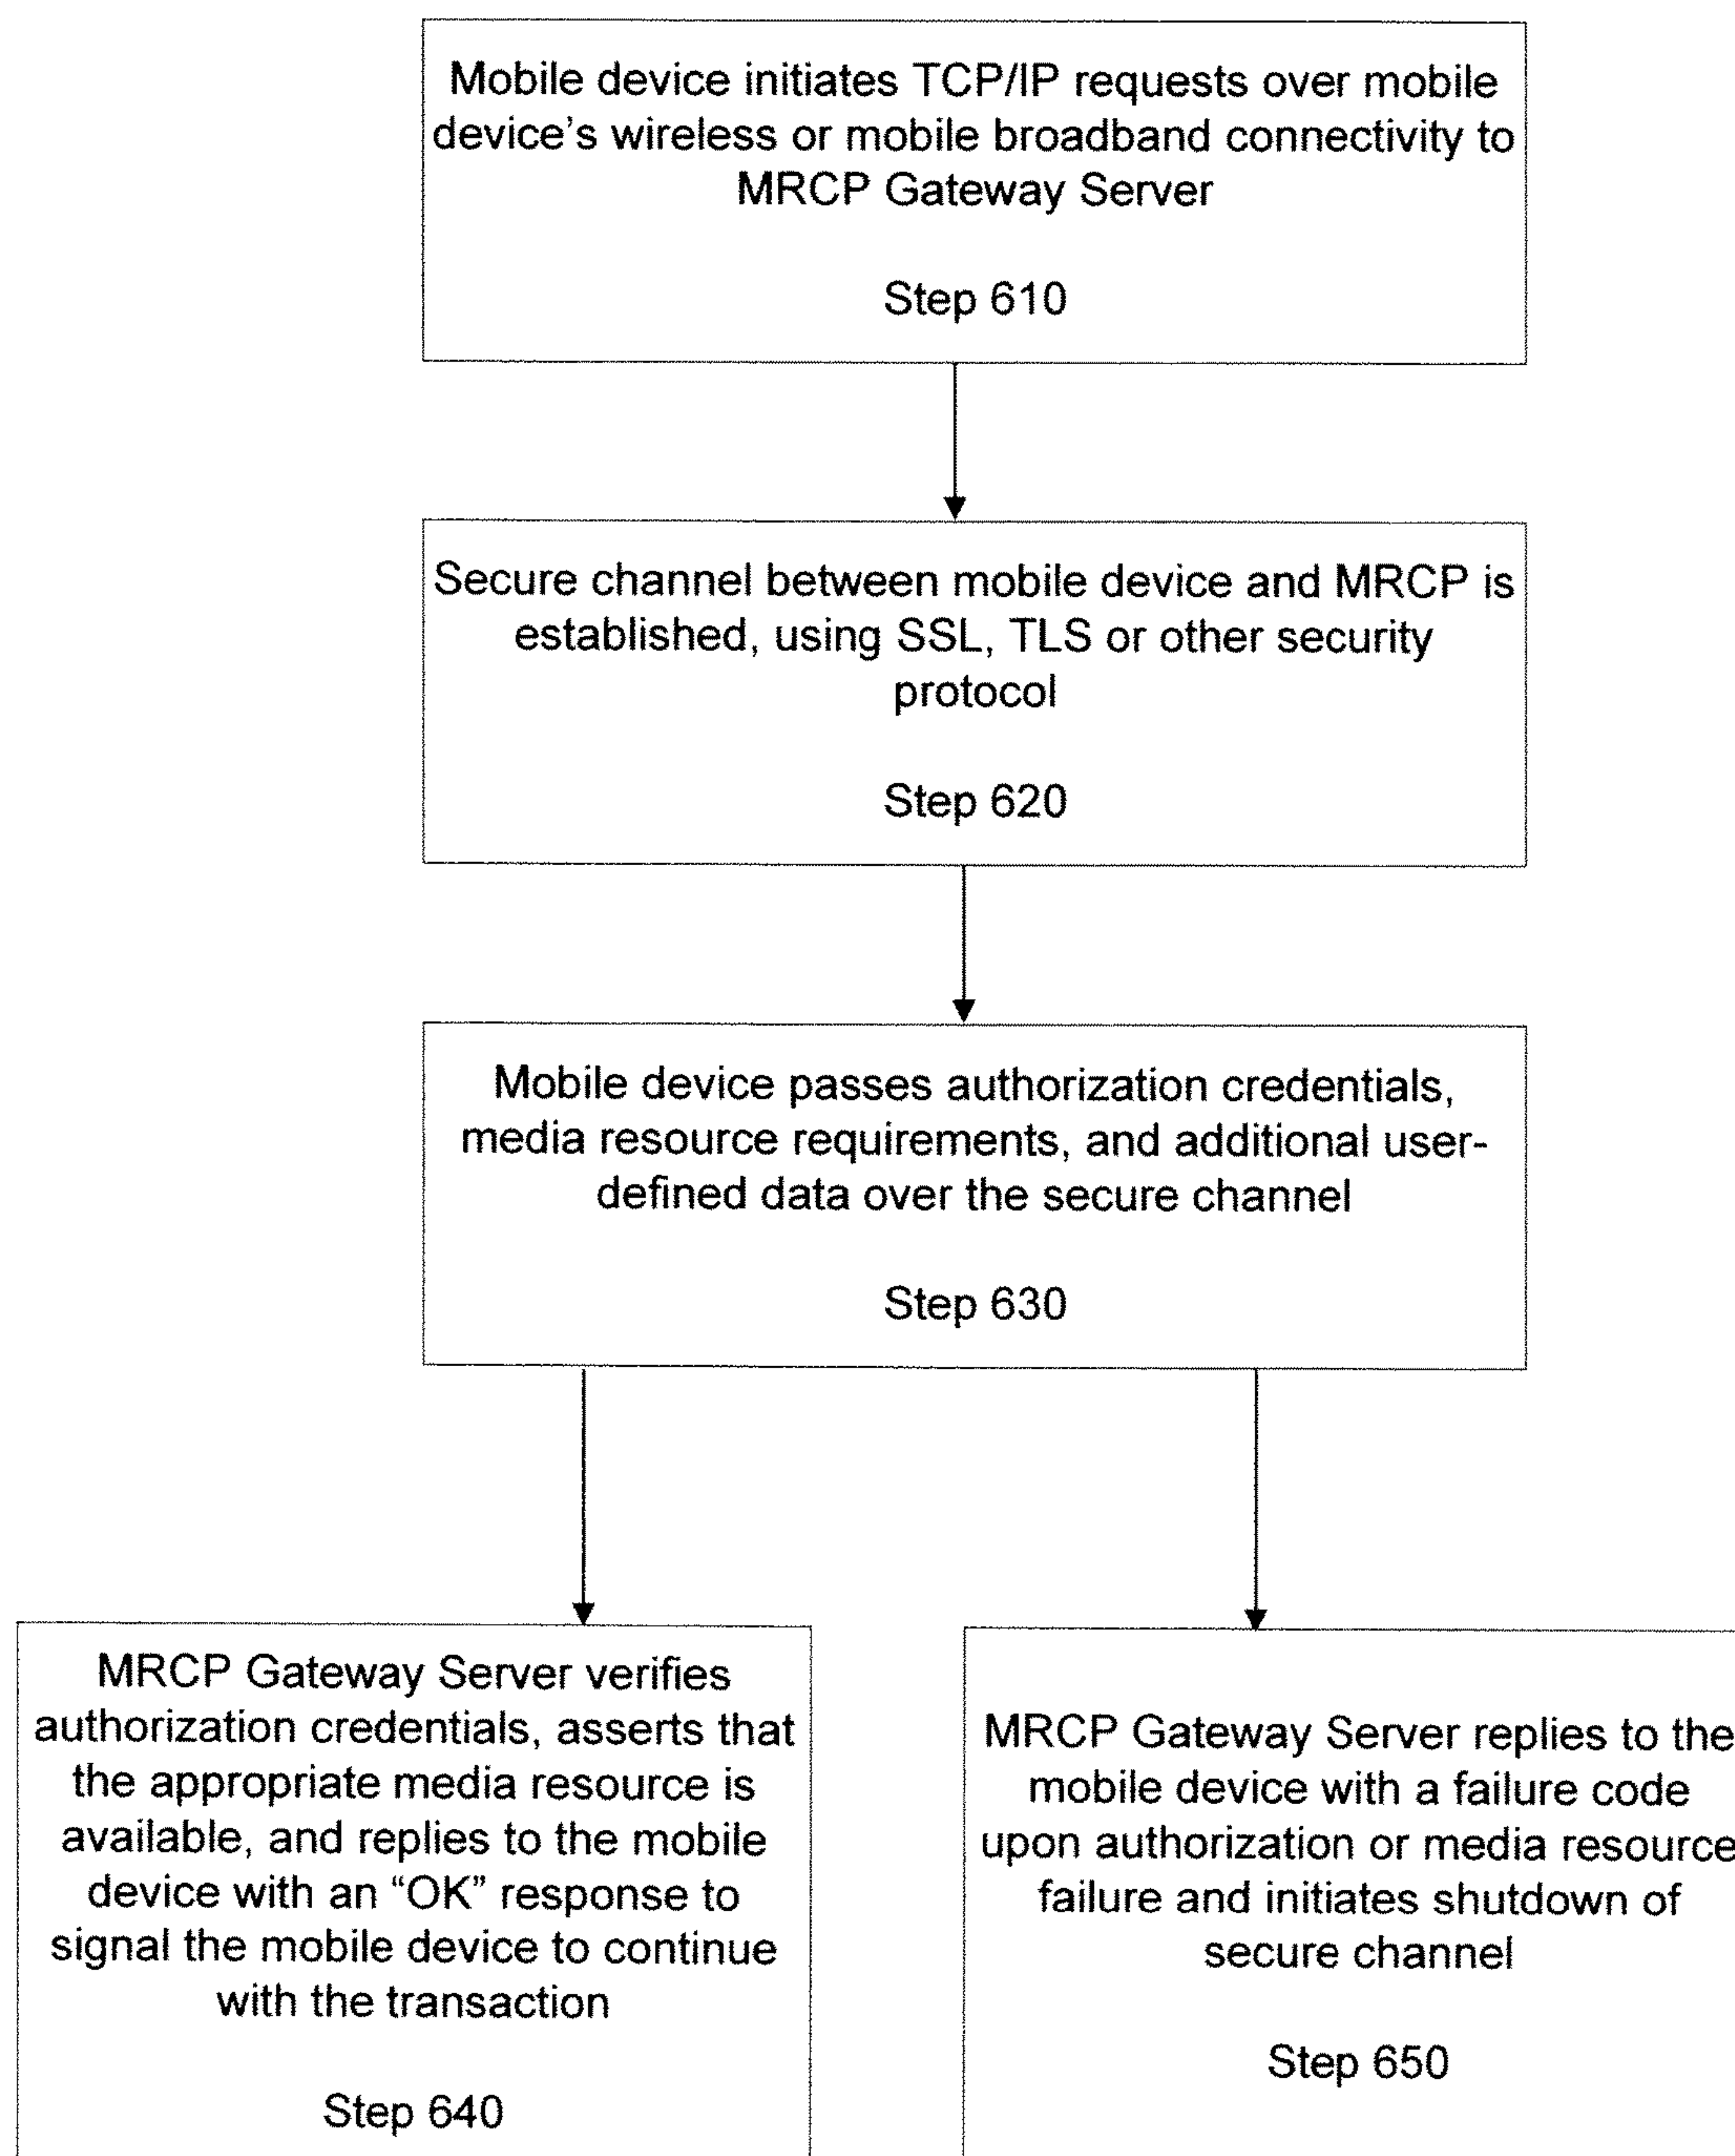 Mobile device initiates TCP/IP requests over mobile
device's wireless or mobile broadband connectivity to
MRCP Gateway Server
Step 610
Secure channel between mobile device and MRCP is
established, using SSL, TLS or other security
protocol
Step 620
Mobile device passes authorization credentials,
media resource requirements, and additional user-
defined data over the secure channel
Step 630
MRCP Gateway Server verifies
authorization credentials, asserts that
the appropriate media resource is
available, and replies to the mobile
device with an “OK” response to
signal the mobile device to continue
with the transaction
Step 640
MRCP Gateway Server replies to the
mobile device with a failure code
upon authorization or media resource
failure and initiates shutdown of
secure channel
Step 650